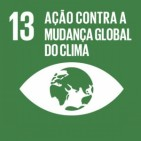 13 AÇÃO CONTRA A
MUDANÇA GLOBAL
DO CLIMA